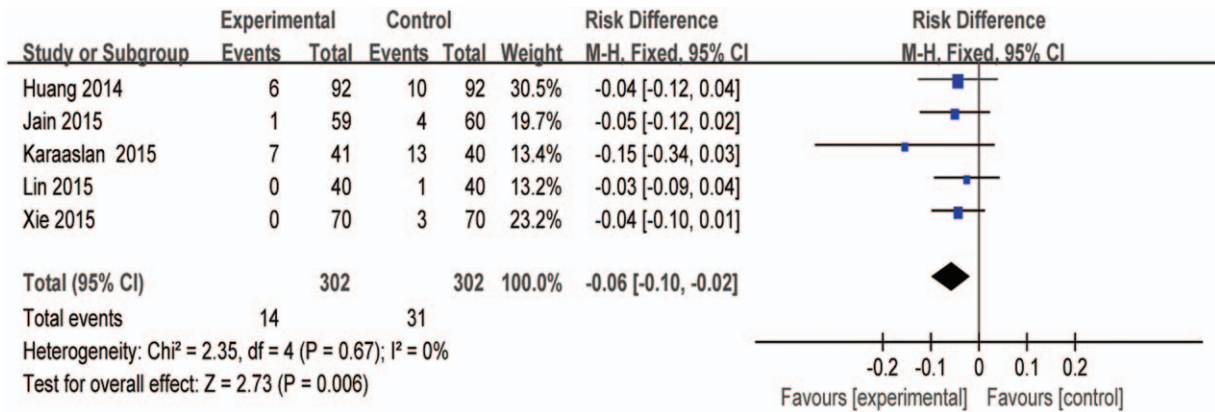 Experimental Control Risk Difference Risk Difference
Study or Subgroup Events Total Events Total Weight M-H, Fixed, 95% CI M-H, Fixed, 95% CI
Huang 2014 6 92 10 92 30.5% -0.04 [-0.12, 0.04]
Jain 2015 1 59 4 60 19.7% -0.05 [-0.12, 0.02]
Karaaslan 2015 7 41 13 40 13.4% -0.15 [-0.34, 0.03]
Lin 2015 0 40 1 40 13.2% -0.03 [-0.09, 0.04]
Xie 2015 0 70 3 70 23.2% -0.04 [-0.10, 0.01]
Total (95% CI) 302 302 100.0% -0.06 [-0.10, -0.02]
Total events 14 31
Heterogeneity: Chi² = 2.35, df = 4 (P = 0.67); I² = 0%
Test for overall effect: Z = 2.73 (P = 0.006)
-0.2 -0.1 0 0.1 0.2
Favours [experimental] Favours [control]